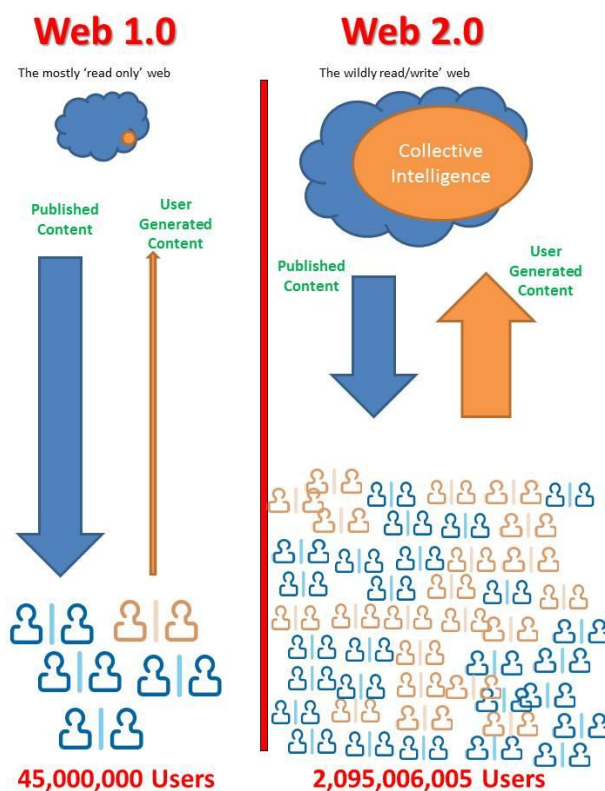 Web 1.0
The mostly 'read only' web
Published
Content
User
Generated
Content
45,000,000 Users
Web 2.0
The wildly read/write' web
Collective
Intelligence
Published
Content
User
Generated
Content
2,095,006,005 Users